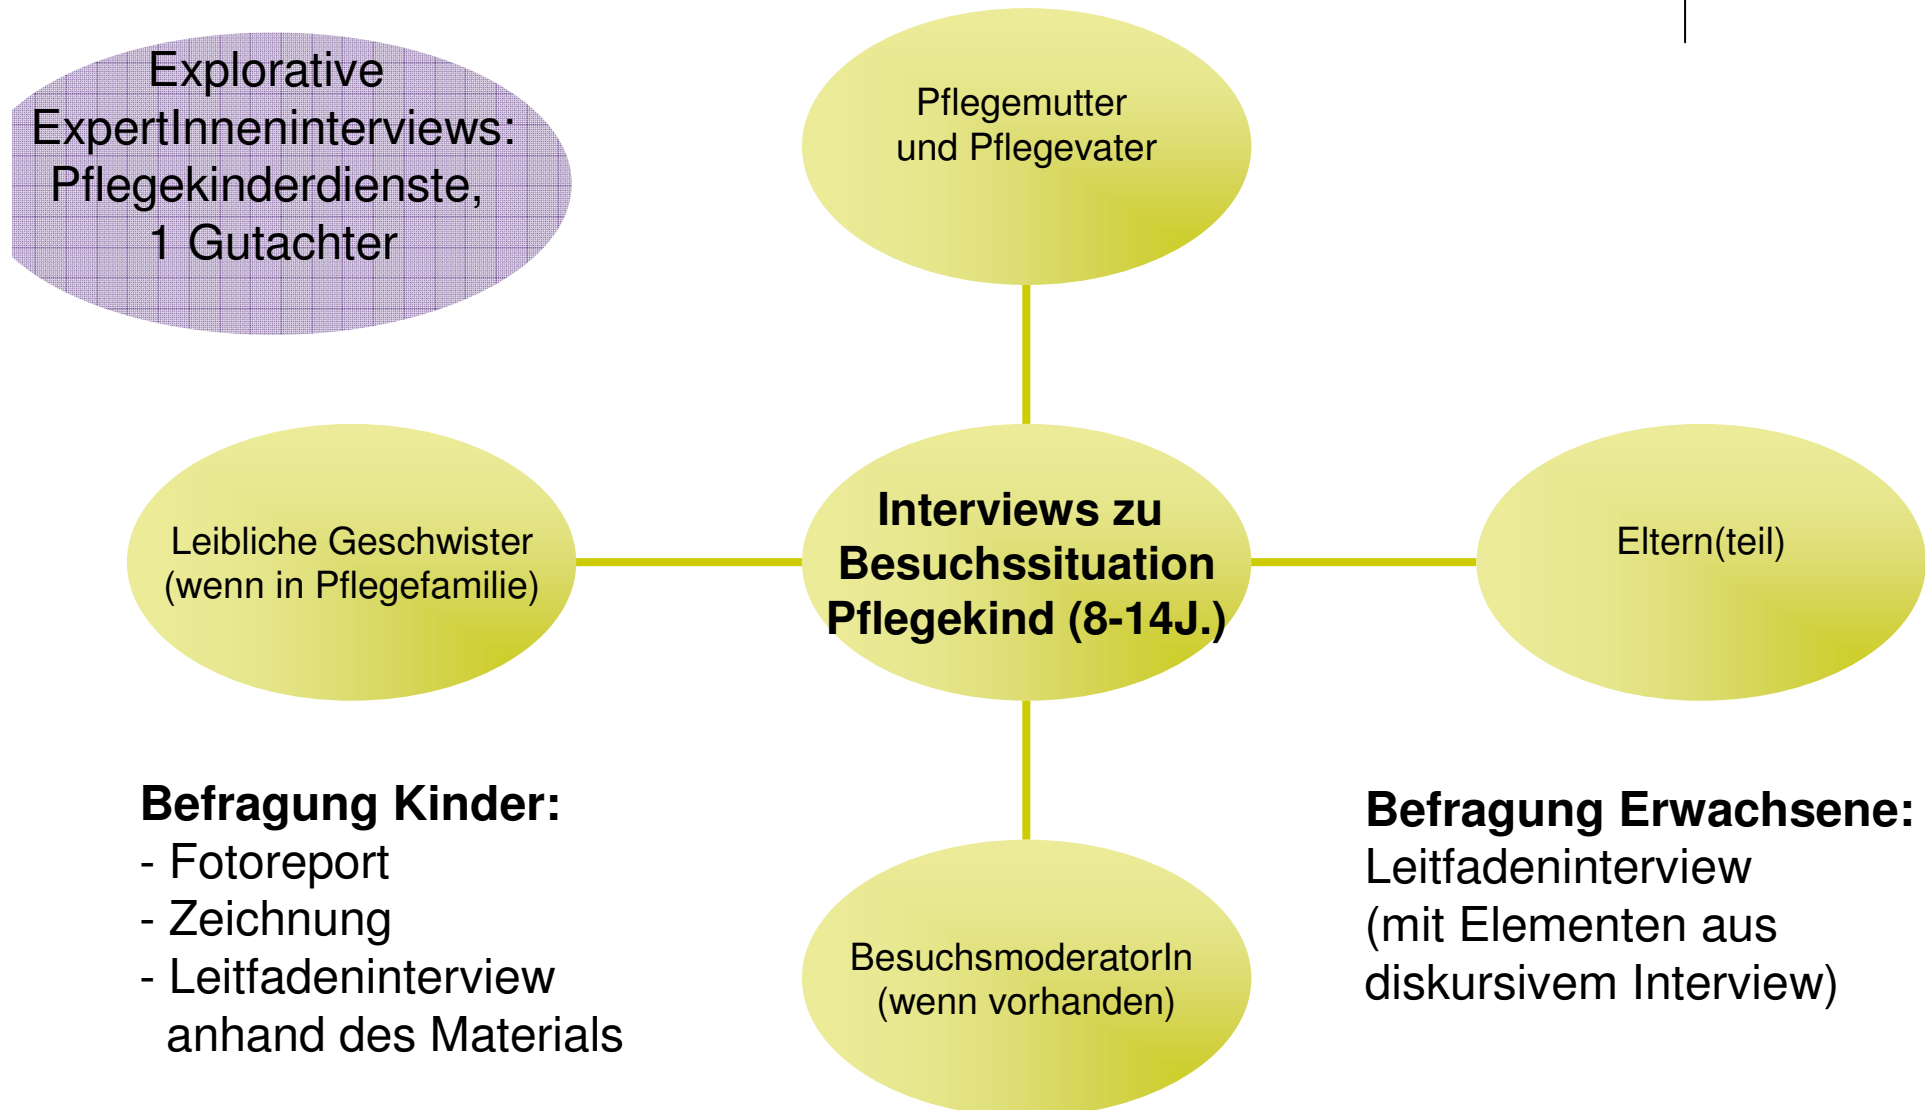 Explorative
ExpertInneninterviews:
Pflegekinderdienste,
1 Gutachter
Pflegemutter
und Pflegevater
Leibliche Geschwister
(wenn in Pflegefamilie)
Interviews zu
Besuchssituation
Pflegekind (8-14J.)
Eltern(teil)
Befragung Kinder:
- Fotoreport
- Zeichnung
- Leitfadeninterview
anhand des Materials
BesuchsmoderatorIn
(wenn vorhanden)
Befragung Erwachsene:
Leitfadeninterview
(mit Elementen aus
diskursivem Interview)